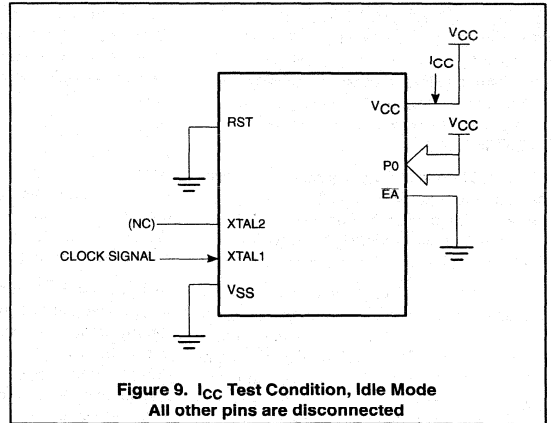 VCC
ICC
VCC
RST
VCC
P0
EA
(NC)
XTAL2
CLOCK SIGNAL
XTAL1
VSS
Figure 9. ICC Test Condition, Idle Mode
All other pins are disconnected